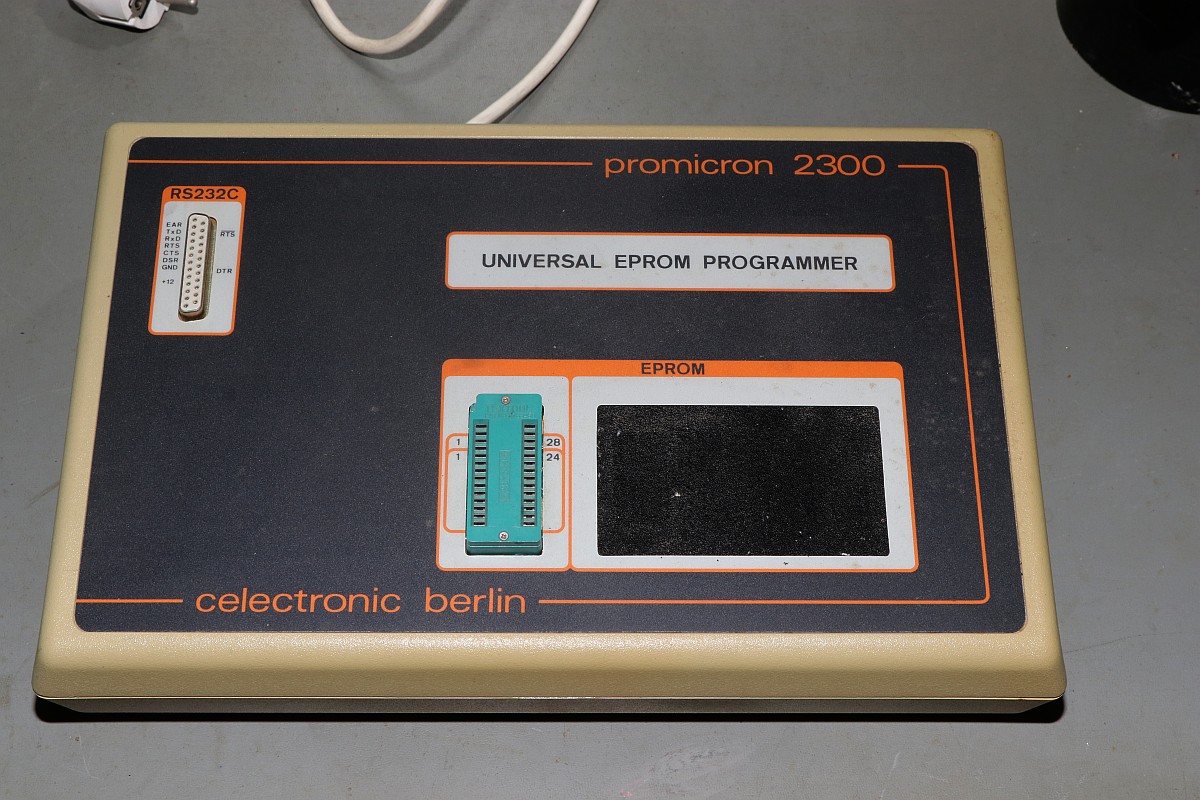 promicron 2300
RS232C
EAR
TxD
RxD
RTS
CTS
DSR
GND
+12
RTS
DTR
UNIVERSAL EPROM PROGRAMMER
EPROM
1 28
1 24
celectronic berlin